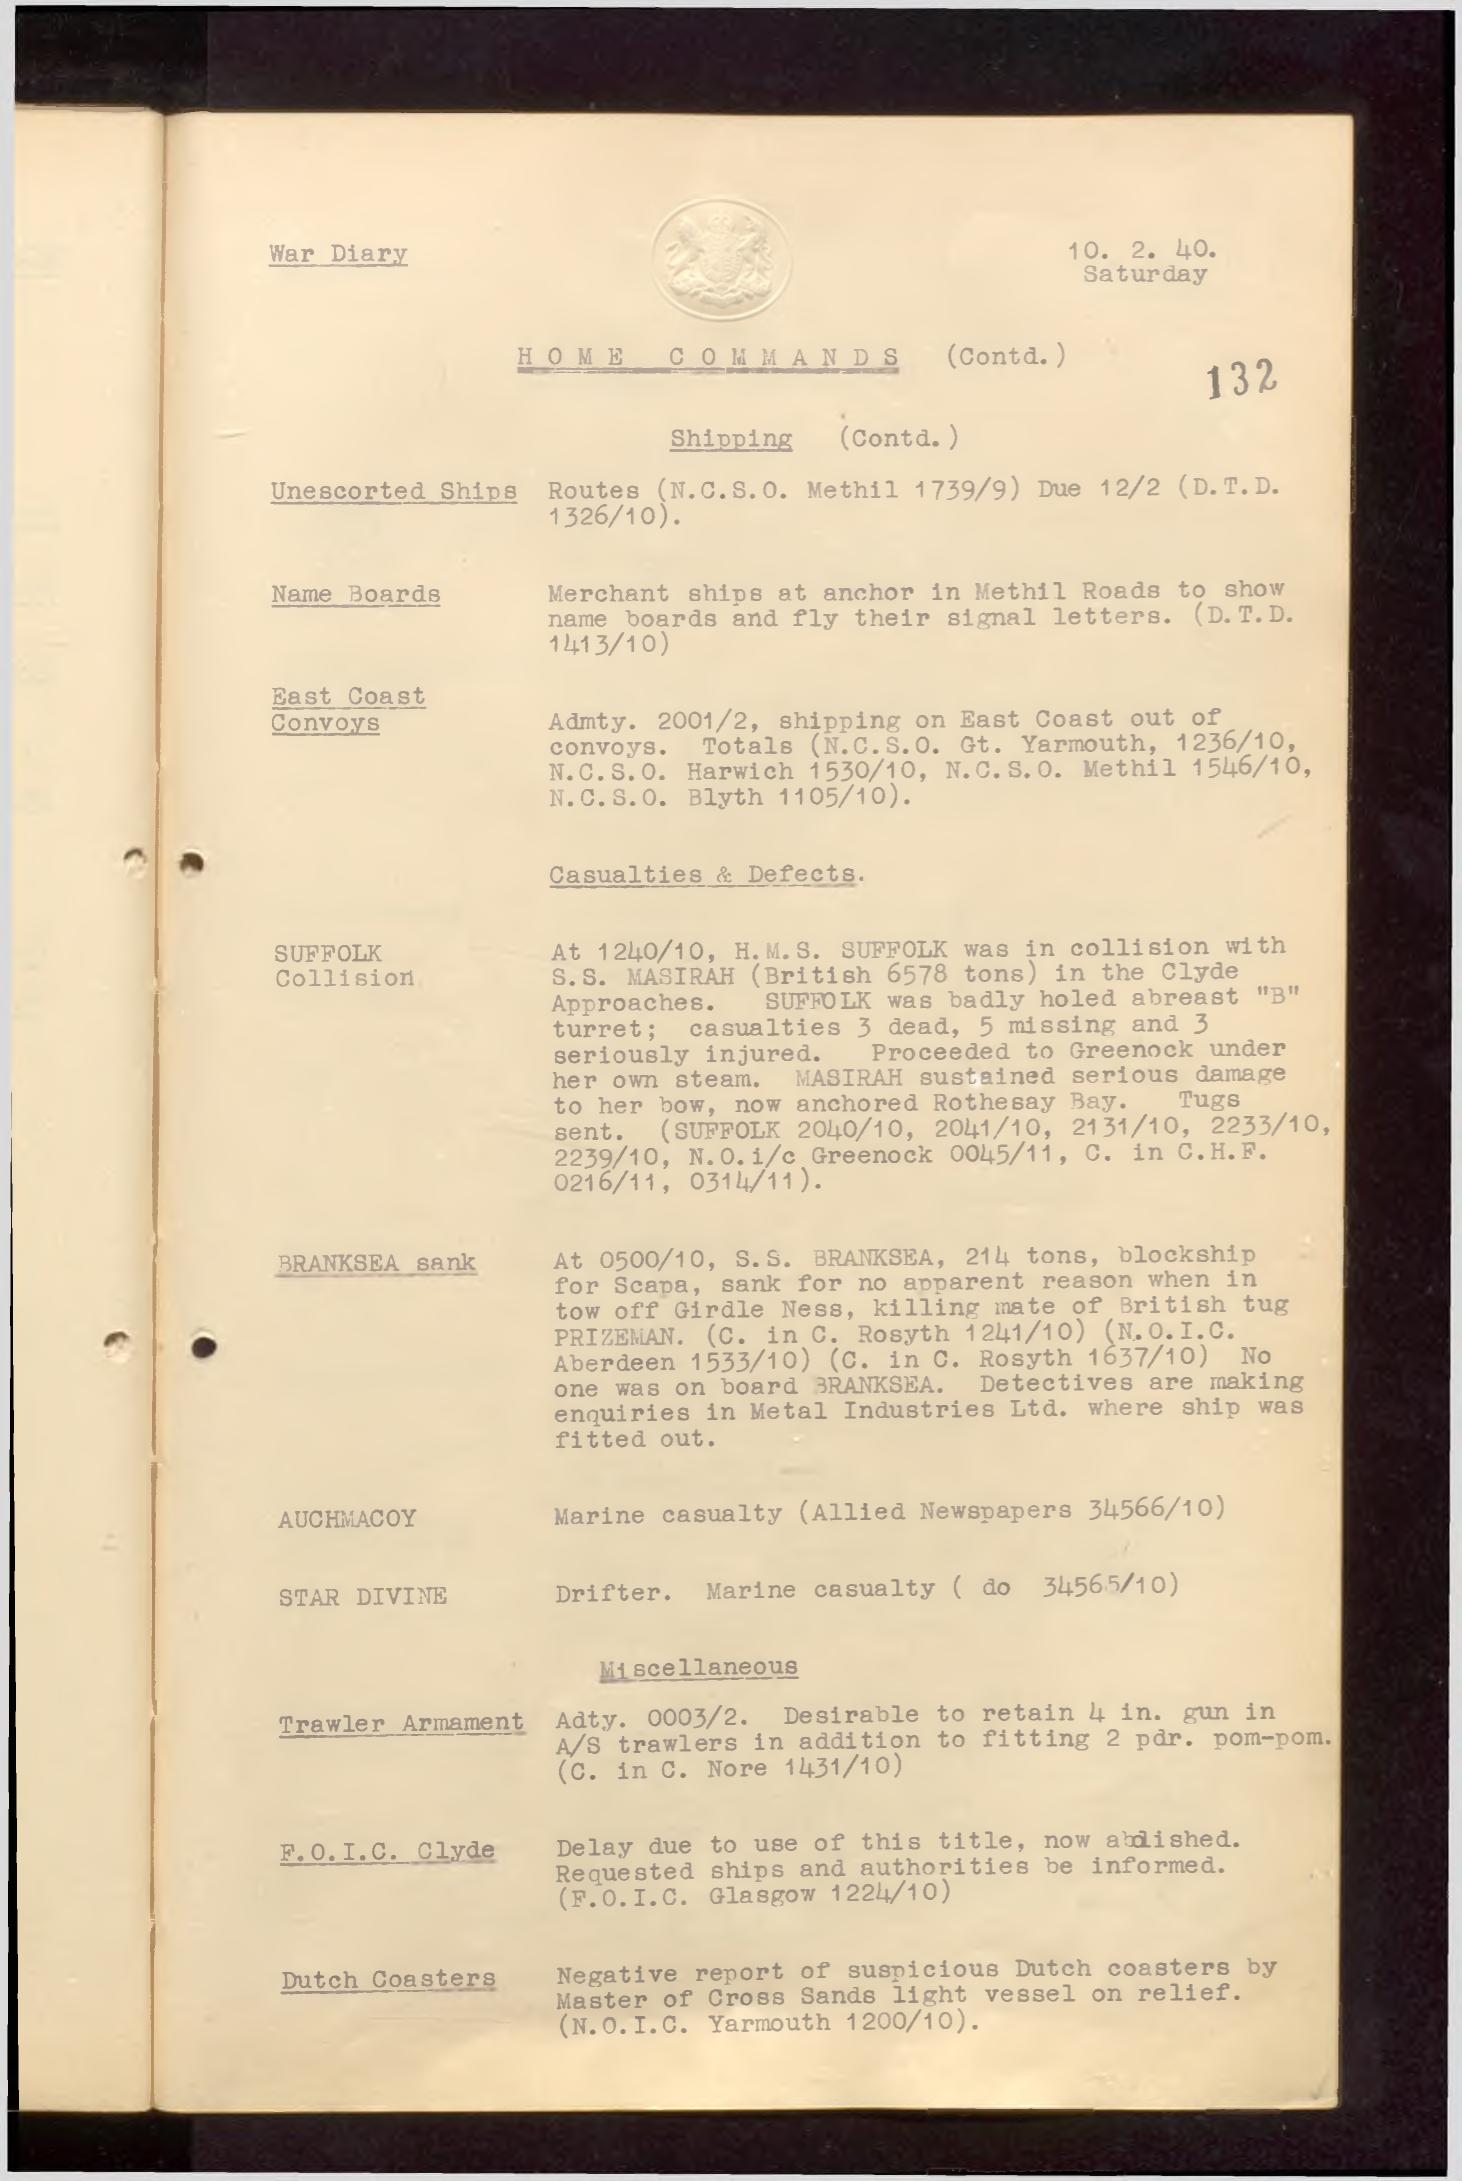 War Diary
10. 2. 40.
Saturday
HOME COMMANDS (Contd.)
132
Shipping (Contd.)
Unescorted Ships Routes (N.C.S.O. Methil 1739/9) Due 12/2 (D.T.D.
1326/10).
Name Boards Merchant ships at anchor in Methil Roads to show
name boards and fly their signal letters. (D.T.D.
1413/10)
East Coast
Convoys Admty. 2001/2, shipping on East Coast out of
convoys. Totals (N.C.S.O. Gt. Yarmouth, 1236/10,
N.C.S.O. Harwich 1530/10, N.C.S.O. Methil 1546/10,
N.C.S.O. Blyth 1105/10).
Casualties & Defects.
SUFFOLK At 1240/10, H.M.S. SUFFOLK was in collision with
Collision S.S. MASIRAH (British 6578 tons) in the Clyde
Approaches. SUFFOLK was badly holed abreast "B"
turret; casualties 3 dead, 5 missing and 3
seriously injured. Proceeded to Greenock under
her own steam. MASIRAH sustained serious damage
to her bow, now anchored Rothesay Bay. Tugs
sent. (SUFFOLK 2040/10, 2041/10, 2131/10, 2233/10,
2239/10, N.O.i/c Greenock 0045/11, C. in C.H.F.
0216/11, 0314/11).
BRANKSEA sank At 0500/10, S.S. BRANKSEA, 214 tons, blockship
for Scapa, sank for no apparent reason when in
tow off Girdle Ness, killing mate of British tug
PRIZEMAN. (C. in C. Rosyth 1241/10) (N.O.I.C.
Aberdeen 1533/10) (C. in C. Rosyth 1637/10) No
one was on board BRANKSEA. Detectives are making
enquiries in Metal Industries Ltd. where ship was
fitted out.
AUCHMACOY Marine casualty (Allied Newspapers 34566/10)
STAR DIVINE Drifter. Marine casualty ( do 34565/10)
Miscellaneous
Trawler Armament Adty. 0003/2. Desirable to retain 4 in. gun in
A/S trawlers in addition to fitting 2 pdr. pom-pom.
(C. in C. Nore 1431/10)
F.O.I.C. Clyde Delay due to use of this title, now abolished.
Requested ships and authorities be informed.
(F.O.I.C. Glasgow 1224/10)
Dutch Coasters Negative report of suspicious Dutch coasters by
Master of Cross Sands light vessel on relief.
(N.O.I.C. Yarmouth 1200/10).